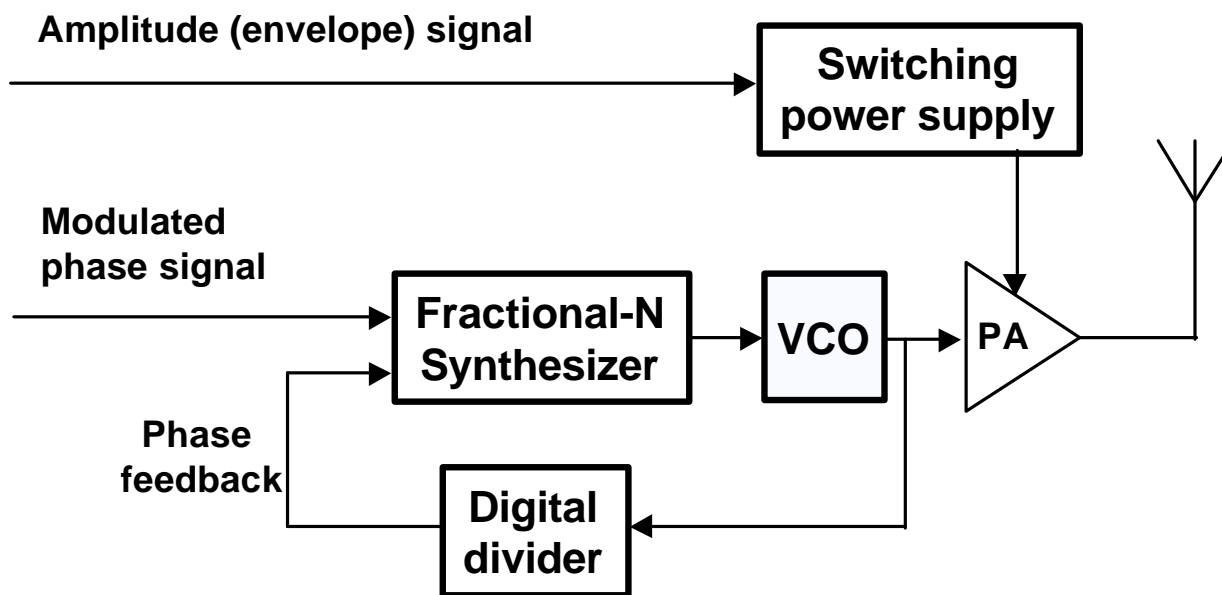 Amplitude (envelope) signal
Switching
power supply
Modulated
phase signal
Fractional-N
Synthesizer
VCO
PA
Phase
feedback
Digital
divider